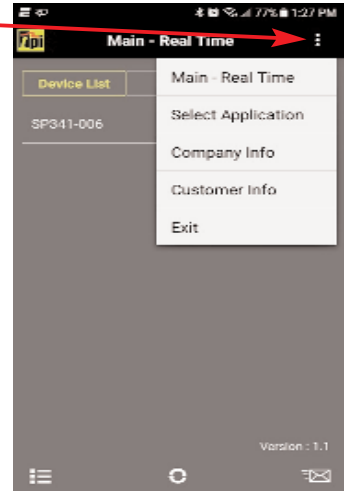 77% 1:27 PM
tpi Main - Real Time
Device List
Main - Real Time
SP341-006
Select Application
Company Info
Customer Info
Exit
Version : 1.1